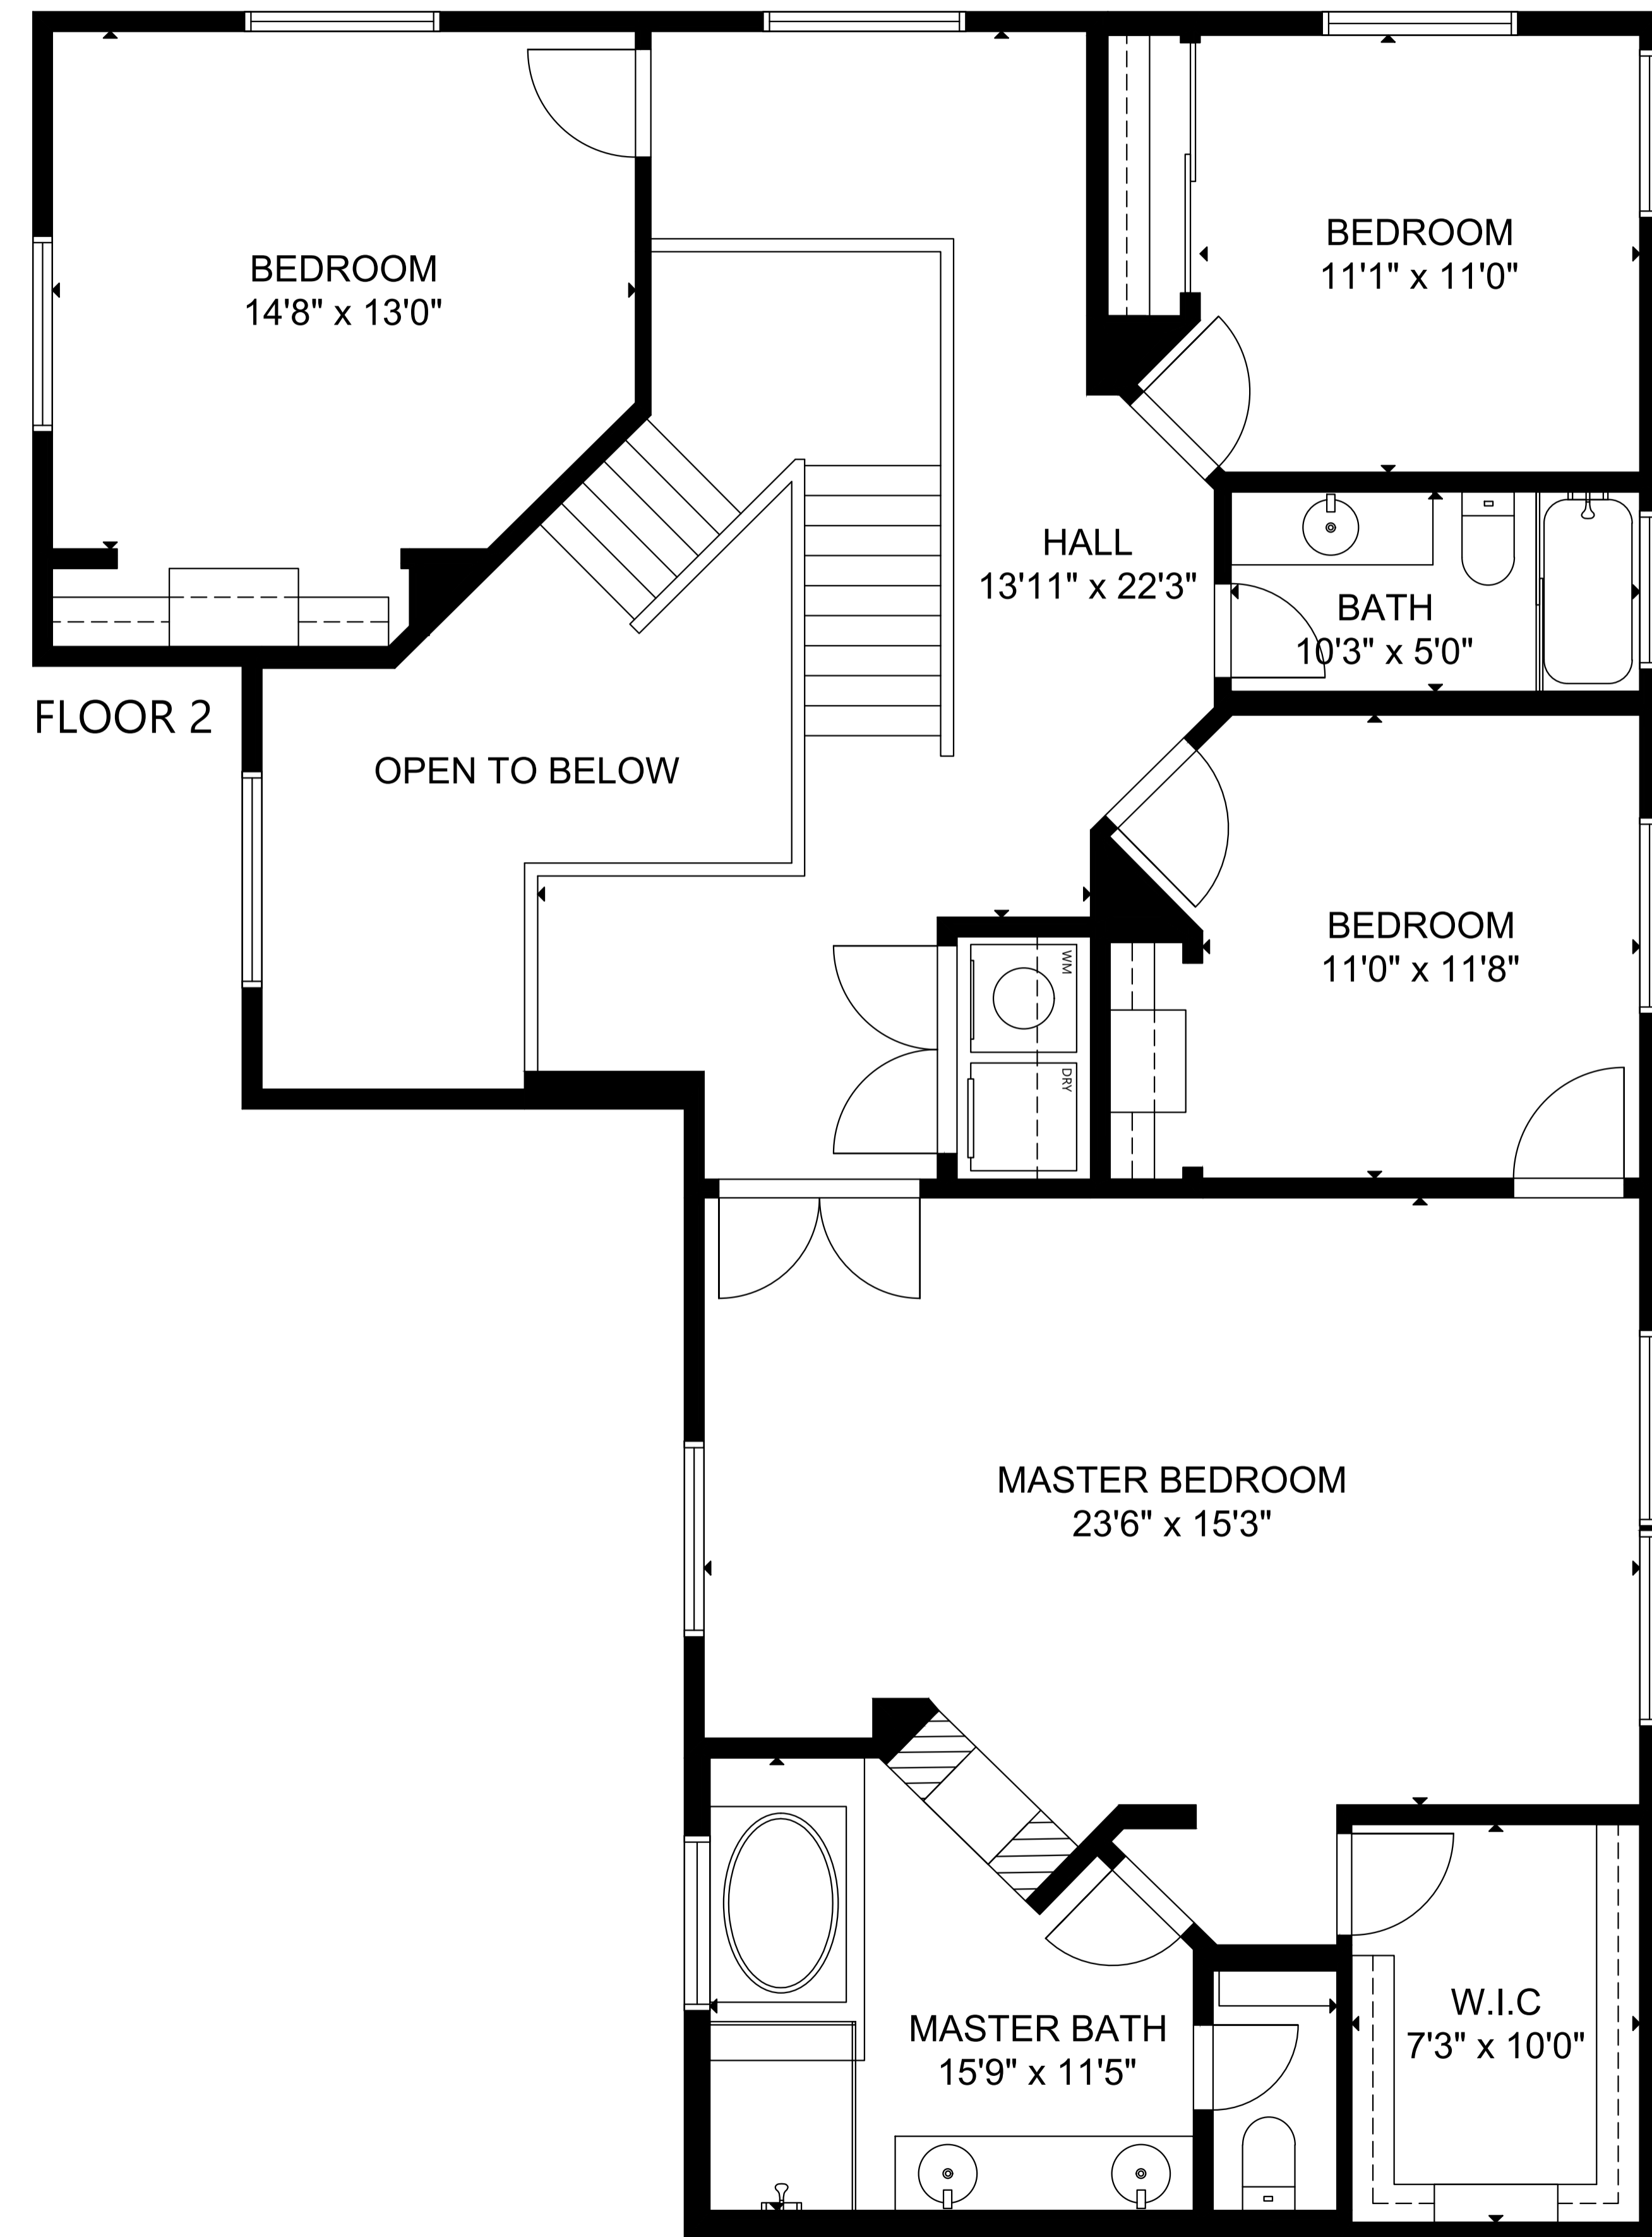 BEDROOM
14'8" x 13'0"
BEDROOM
11'1" x 11'0"
HALL
13'11" x 22'3"
BATH
10'3" x 5'0"
FLOOR 2
OPEN TO BELOW
BEDROOM
11'0" x 11'8"
WM
DRY
MASTER BEDROOM
23'6" x 15'3"
MASTER BATH
15'9" x 11'5"
W.I.C
7'3" x 10'0"